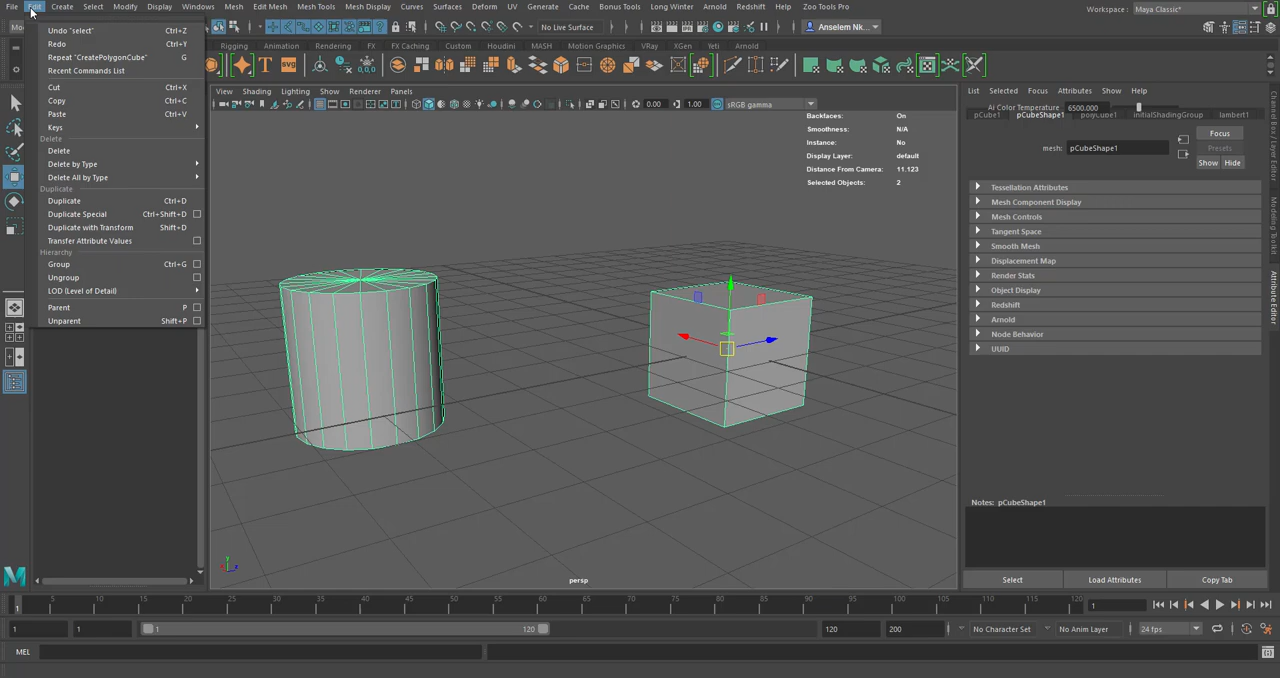 File Edit Create Select Modify Display Windows Mesh Edit Mesh Mesh Tools Mesh Display Curves Surfaces Deform UV Generate Cache Bonus Tools Long Winter Arnold Redshift Help Zoo Tools Pro
Workspace: Maya Classic*
No Live Surface
Anselem Nk...
Rigging Animation Rendering FX FX Caching Custom Houdini MASH Motion Graphics VRay XGen Yeti Arnold
Undo "select" Ctrl+Z
Redo Ctrl+Y
Repeat "CreatePolygonCube" G
Recent Commands List
Cut Ctrl+X
Copy Ctrl+C
Paste Ctrl+V
Keys
Delete
Delete
Delete by Type
Delete All by Type
Duplicate
Duplicate Ctrl+D
Duplicate Special Ctrl+Shift+D
Duplicate with Transform Shift+D
Transfer Attribute Values
Hierarchy
Group Ctrl+G
Ungroup
LOD (Level of Detail)
Parent P
Unparent Shift+P
View Shading Lighting Show Renderer Panels
0.00 1.00 sRGB gamma
Backfaces: On
Smoothness: N/A
Instance: No
Display Layer: default
Distance From Camera: 11.123
Selected Objects: 2
persp
List Selected Focus Attributes Show Help
Ai Color Temperature 6500.000
pCube1 pCubeShape1 polyCube1 initialShadingGroup lambert1
mesh: pCubeShape1
Focus
Presets
Show Hide
Tessellation Attributes
Mesh Component Display
Mesh Controls
Tangent Space
Smooth Mesh
Displacement Map
Render Stats
Object Display
Redshift
Arnold
Node Behavior
UUID
Notes: pCubeShape1
Select Load Attributes Copy Tab
Channel Box / Layer Editor
Modeling Toolkit
Attribute Editor
1 5 10 15 20 25 30 35 40 45 50 55 60 65 70 75 80 85 90 95 100 105 110 115 120 1
1 1 1 120 120 200 No Character Set No Anim Layer 24 fps
MEL